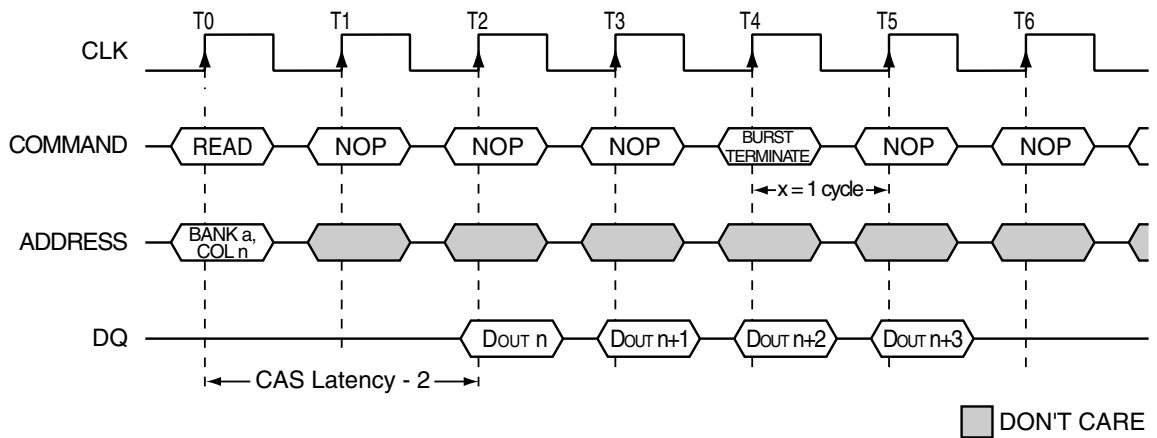 T0 T1 T2 T3 T4 T5 T6
CLK
COMMAND READ NOP NOP NOP BURST TERMINATE NOP NOP
x = 1 cycle
ADDRESS BANK a, COL n
DQ DOUT n DOUT n+1 DOUT n+2 DOUT n+3
CAS Latency - 2
DON'T CARE